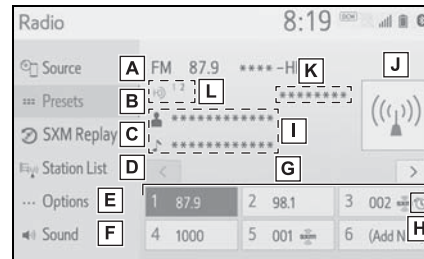 Radio 8:19 DCM
Source A FM 87.9 ****-H K J
Presets B 1 2 L **********
SXM Replay C ************** I
Station List D < G >
Options E 1 87.9 2 98.1 3 002
Sound F 4 1000 5 001 6 (Add N H